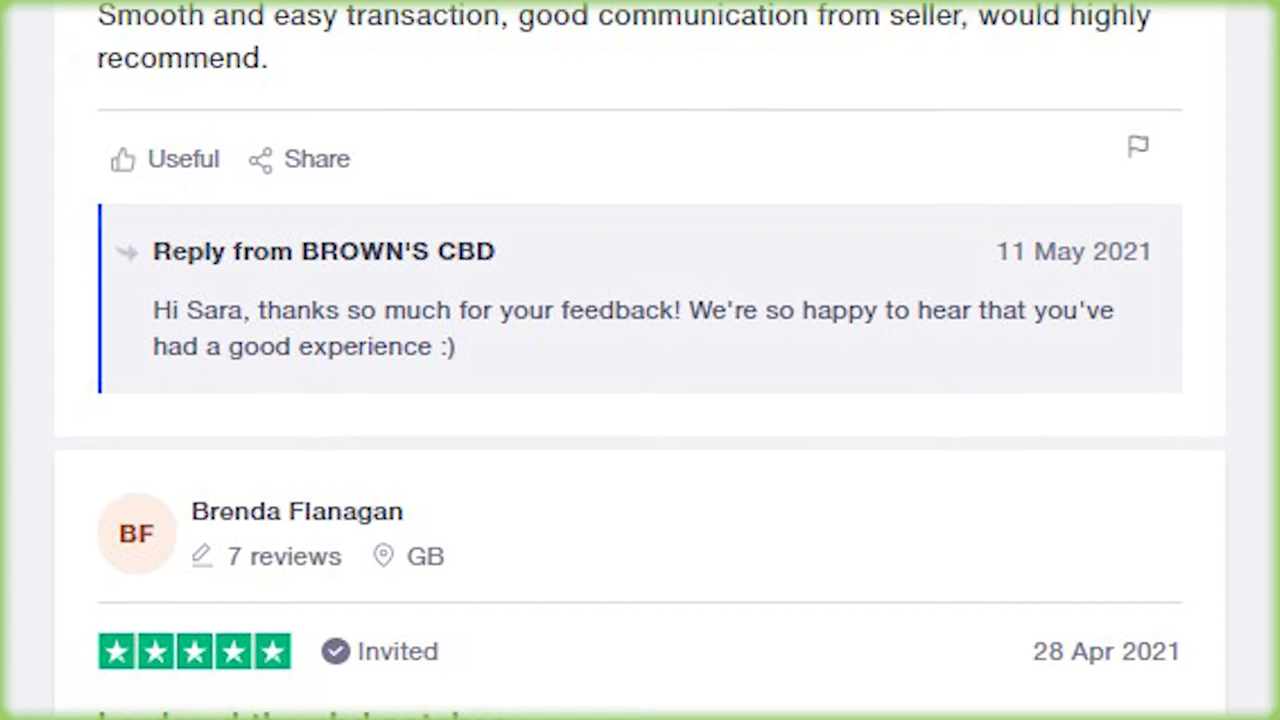 Smooth and easy transaction, good communication from seller, would highly
recommend.
Useful Share
Reply from BROWN'S CBD 11 May 2021
Hi Sara, thanks so much for your feedback! We're so happy to hear that you've
had a good experience :)
BF
Brenda Flanagan
7 reviews GB
Invited 28 Apr 2021